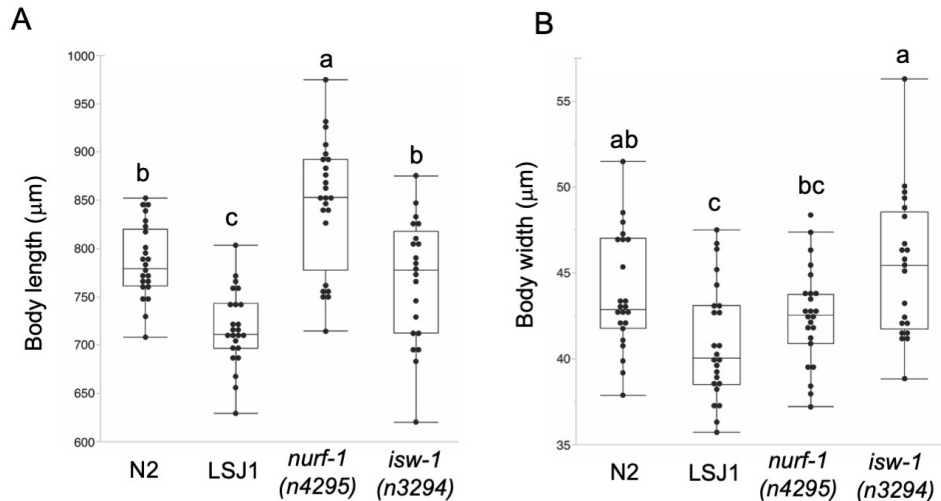 A
Body length (μm)
1000
950
900
850
800
750
700
650
600
b
c
a
b
N2
LSJ1
nurf-1
(n4295)
isw-1
(n3294)
B
Body width (μm)
55
50
45
40
35
ab
c
bc
a
N2
LSJ1
nurf-1
(n4295)
isw-1
(n3294)